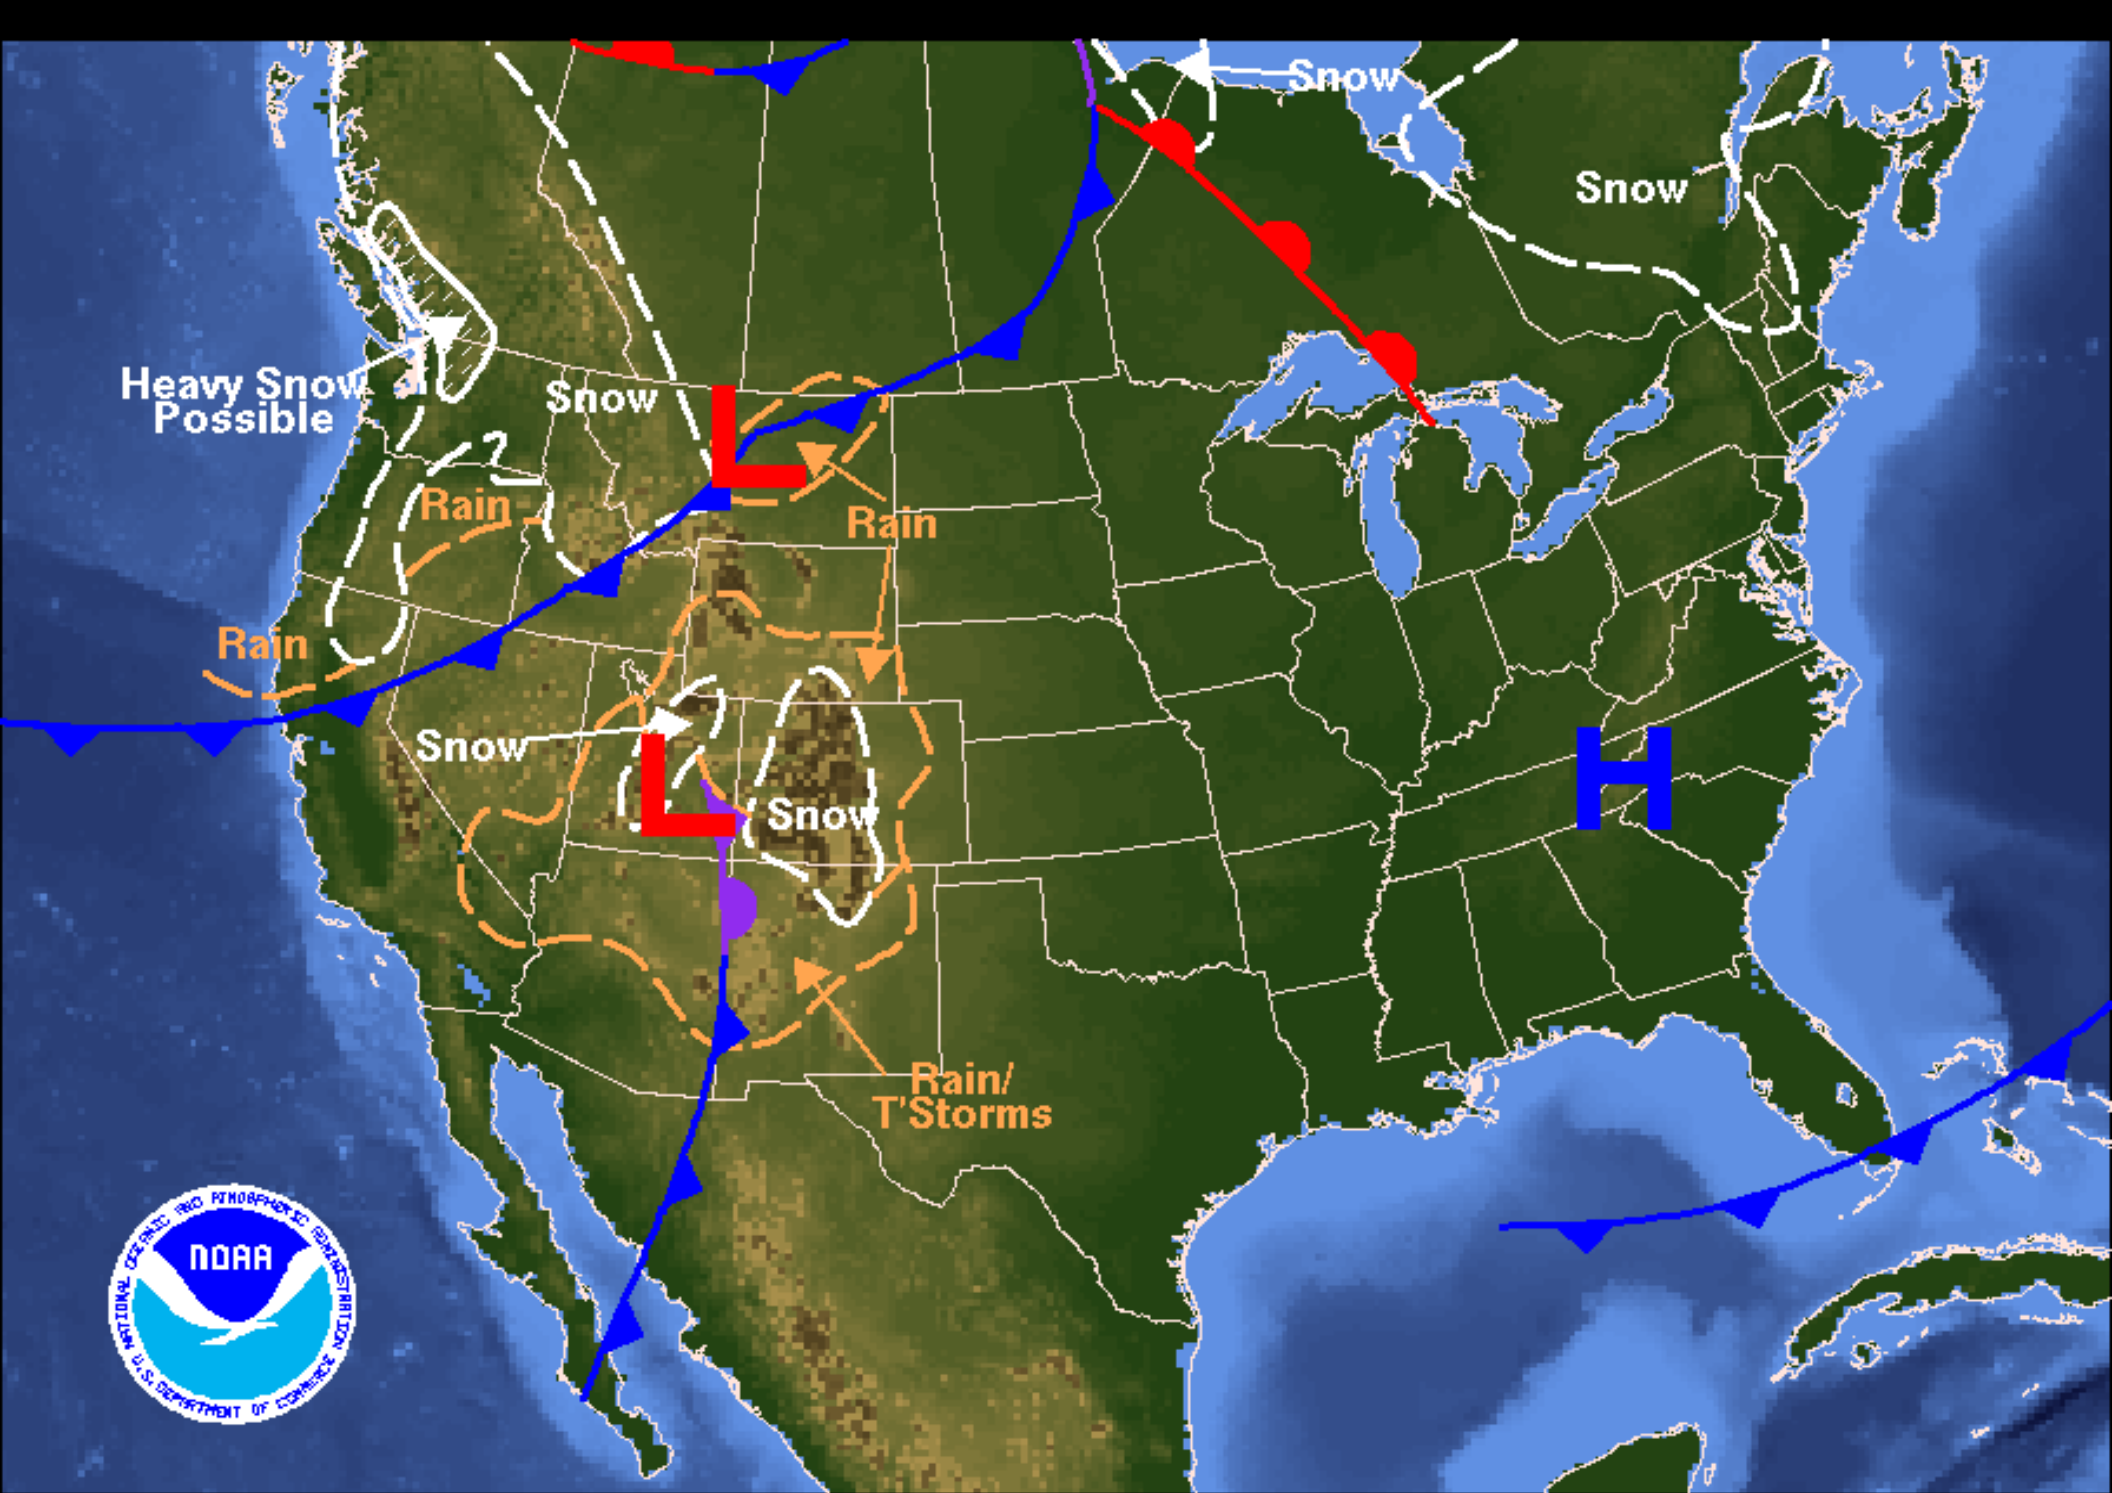 Snow
Snow
Heavy Snow
Possible
Snow
Rain
Rain
Rain
Snow
Snow
Rain/
T'Storms
L
L
H
NATIONAL OCEANIC AND ATMOSPHERIC ADMINISTRATION
NOAA
U.S. DEPARTMENT OF COMMERCE